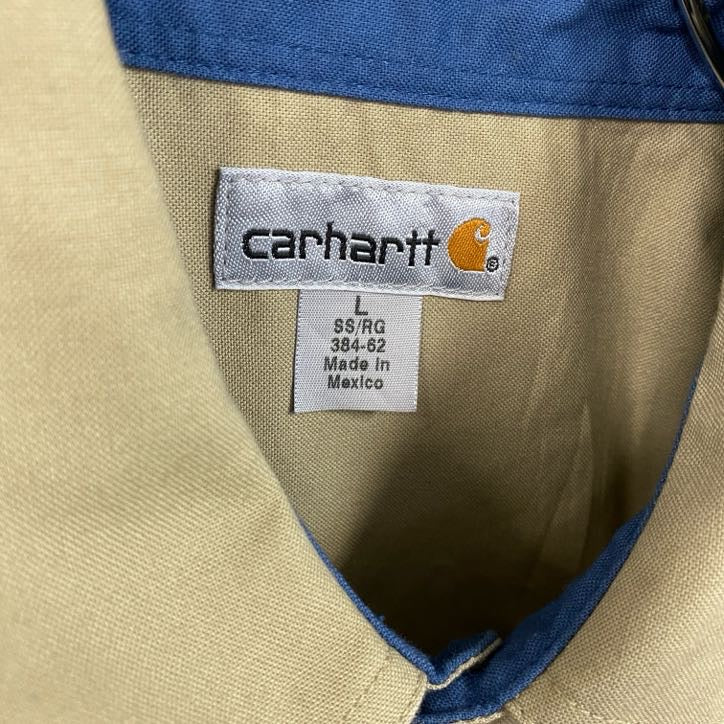 carhartt
L
SS/RG
384-62
Made In
Mexico